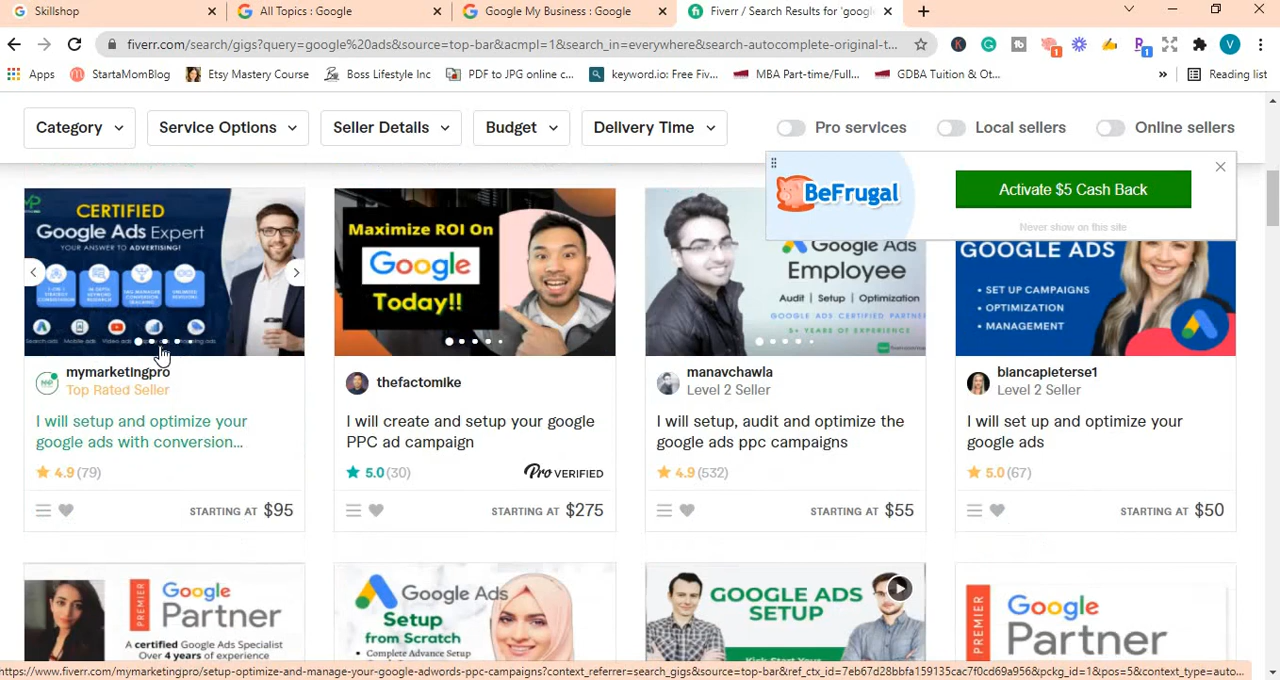 Skillshop
All Topics : Google
Google My Business : Google
Fiverr / Search Results for 'googl
fiverr.com/search/gigs?query=google%20ads&source=top-bar&acmpl=1&search_in=everywhere&search-autocomplete-original-t...
Apps
StartaMomBlog
Etsy Mastery Course
Boss Lifestyle Inc
PDF to JPG online c...
keyword.io: Free Fiv...
MBA Part-time/Full...
GDBA Tuition & Ot...
Reading list
Category
Service Options
Seller Details
Budget
Delivery Time
Pro services
Local sellers
Online sellers
BeFrugal
Activate $5 Cash Back
Never show on this site
CERTIFIED
Google Ads Expert
YOUR ANSWER TO ADVERTISING!
Maximize ROI On
Google
Today!!
Google Ads
Employee
Audit | Setup | Optimization
GOOGLE ADS CERTIFIED PARTNE
5+ YEARS OF EXPERIENCE
GOOGLE ADS
• SET UP CAMPAIGNS
• OPTIMIZATION
• MANAGEMENT
mymarketingpro
Top Rated Seller
I will setup and optimize your
google ads with conversion...
4.9 (79)
STARTING AT $95
thefactomike
I will create and setup your google
PPC ad campaign
5.0 (30)
Pro VERIFIED
STARTING AT $275
manavchawla
Level 2 Seller
I will setup, audit and optimize the
google ads ppc campaigns
4.9 (532)
STARTING AT $55
biancapieterse1
Level 2 Seller
I will set up and optimize your
google ads
5.0 (67)
STARTING AT $50
PREMIER
Google
Partner
A certified Google Ads Specialist
Over 4 years of experience
Google Ads
Setup
from Scratch
• Complete Advance Setup
GOOGLE ADS
SETUP
Kick-Start Your
PREMIER
Google
Partner
https://www.fiverr.com/mymarketingpro/setup-optimize-and-manage-your-google-adwords-ppc-campaigns?context_referrer=search_gigs&source=top-bar&ref_ctx_id=7eb67d28bbfa159135cac7f0cd69a956&pckg_id=1&pos=5&context_type=auto...